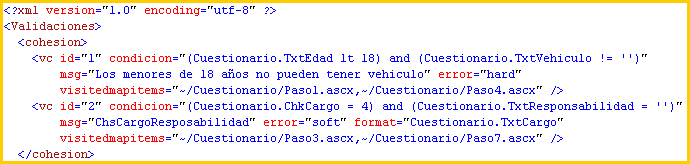 <?xml version="1.0" encoding="utf-8" ?>
<Validaciones>
<cohesion>
<vc id="1" condicion="(Cuestionario.TxtEdad lt 18) and (Cuestionario.TxtVehiculo != '')"
msg="Los menores de 18 años no pueden tener vehiculo" error="hard"
visitedmapitems="~/Cuestionario/Paso1.ascx,~/Cuestionario/Paso4.ascx" />
<vc id="2" condicion="(Cuestionario.ChkCargo = 4) and (Cuestionario.TxtResponsabilidad = '')"
msg="ChsCargoResposabilidad" error="soft" format="Cuestionario.TxtCargo"
visitedmapitems="~/Cuestionario/Paso3.ascx,~/Cuestionario/Paso7.ascx" />
</cohesion>